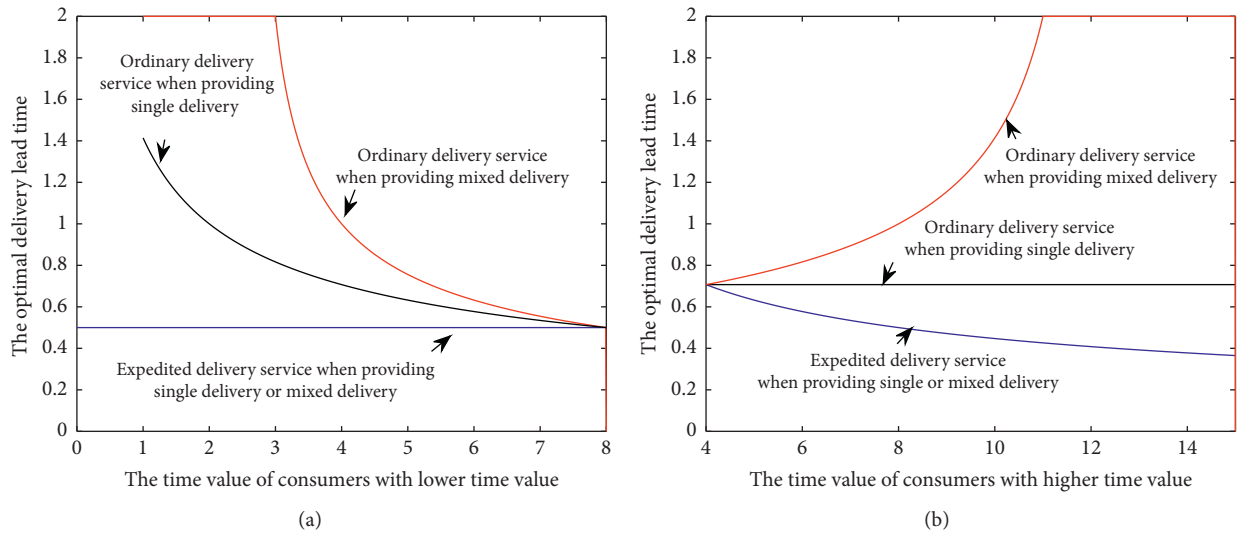 The optimal delivery lead time
2
1.8
1.6
1.4
1.2
1
0.8
0.6
0.4
0.2
0
Ordinary delivery
service when providing
single delivery
Ordinary delivery service
when providing mixed delivery
Expedited delivery service when providing
single delivery or mixed delivery
0 1 2 3 4 5 6 7 8
The time value of consumers with lower time value
(a)
The optimal delivery lead time
2
1.8
1.6
1.4
1.2
1
0.8
0.6
0.4
0.2
0
Ordinary delivery service
when providing mixed delivery
Ordinary delivery service
when providing single delivery
Expedited delivery service
when providing single or mixed delivery
4 6 8 10 12 14
The time value of consumers with higher time value
(b)